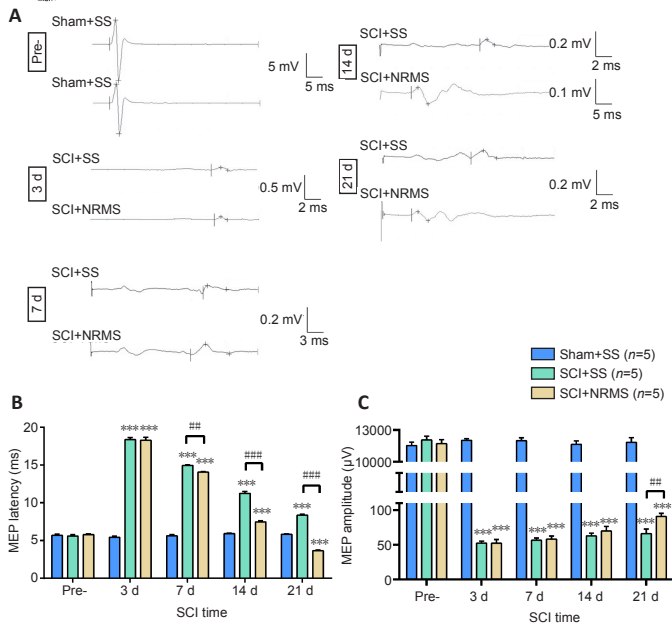 A
Pre-
Sham+SS
Sham+SS
5 mV
5 ms
3 d
SCI+SS
SCI+NRMS
0.5 mV
2 ms
7 d
SCI+SS
SCI+NRMS
0.2 mV
3 ms
14 d
SCI+SS
0.2 mV
2 ms
SCI+NRMS
0.1 mV
5 ms
21 d
SCI+SS
SCI+NRMS
0.2 mV
2 ms
Sham+SS (n=5)
SCI+SS (n=5)
SCI+NRMS (n=5)
B
MEP latency (ms)
20
15
10
5
0
*** ***
##
*** ***
###
*** ***
###
*** ***
Pre- 3 d 7 d 14 d 21 d
SCI time
C
MEP amplitude (μV)
12000
10000
100
50
0
*** ***
*** ***
*** ***
##
*** ***
Pre- 3 d 7 d 14 d 21 d
SCI time